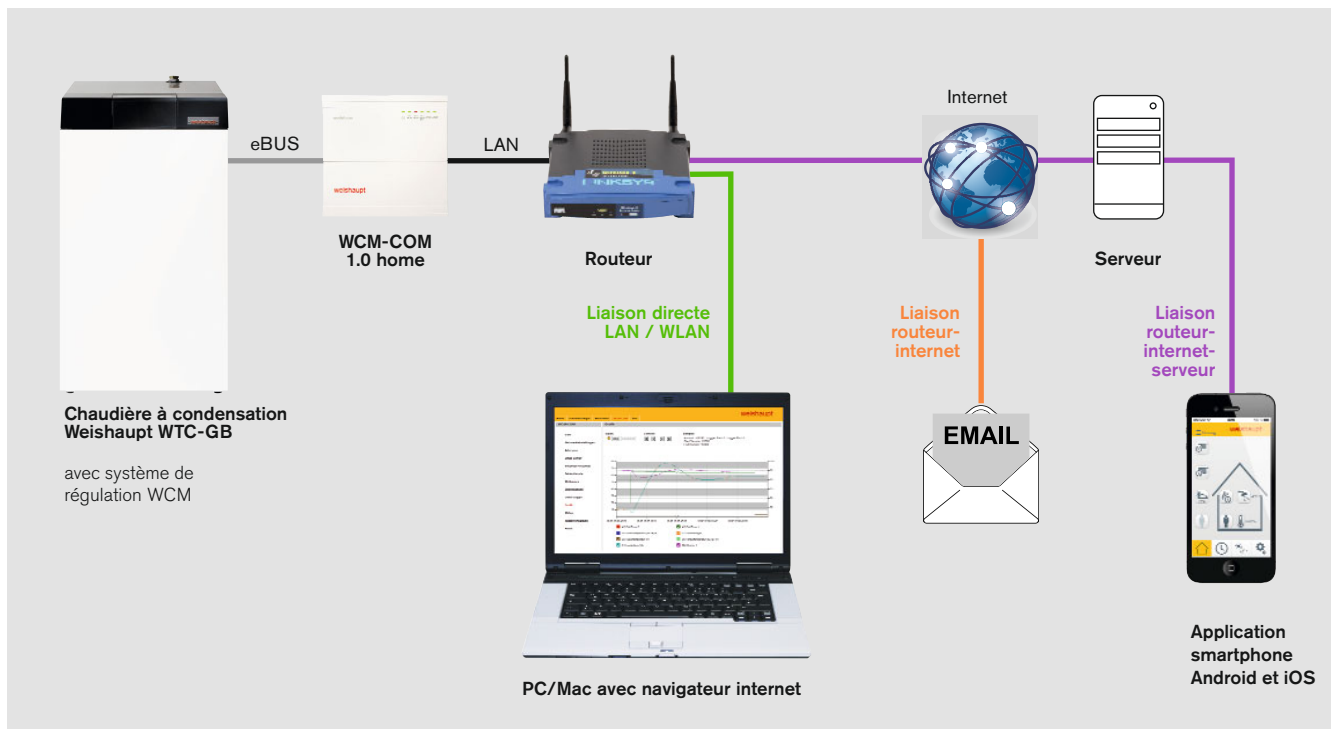 eBUS
LAN
Internet
weishaupt
LINKSYS
WCM-COM
1.0 home
Routeur
Serveur
Liaison directe
LAN / WLAN
Liaison
routeur-
internet
Liaison
routeur-
internet-
serveur
Chaudière à condensation
Weishaupt WTC-GB
avec système de
régulation WCM
weishaupt
EMAIL
PC/Mac avec navigateur internet
Application
smartphone
Android et iOS